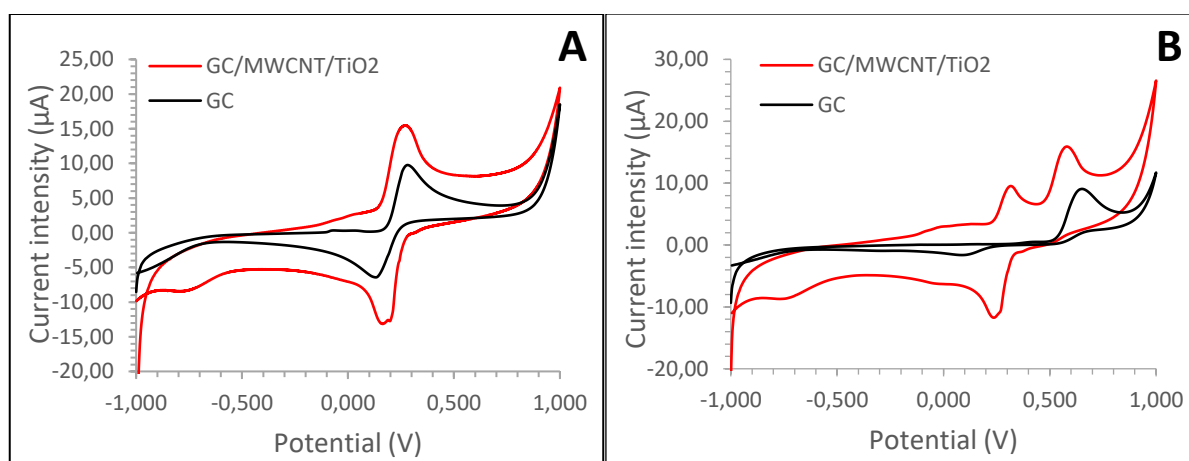 A
25,00
20,00
15,00
10,00
5,00
0,00
-5,00
-10,00
-15,00
-20,00
Current intensity (µA)
GC/MWCNT/TiO2
GC
-1,000 -0,500 0,000 0,500 1,000
Potential (V)
B
30,00
20,00
10,00
0,00
-10,00
-20,00
Current intensity (µA)
GC/MWCNT/TiO2
GC
-1,000 -0,500 0,000 0,500 1,000
Potential (V)